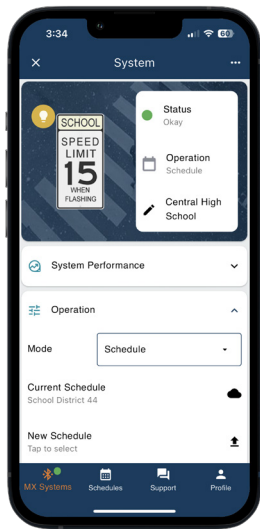 3:34
60
System
SCHOOL
SPEED
LIMIT
15
WHEN
FLASHING
Status
Okay
Operation
Schedule
Central High
School
System Performance
Operation
Mode
Schedule
Current Schedule
School District 44
New Schedule
Tap to select
MX Systems
Schedules
Support
Profile